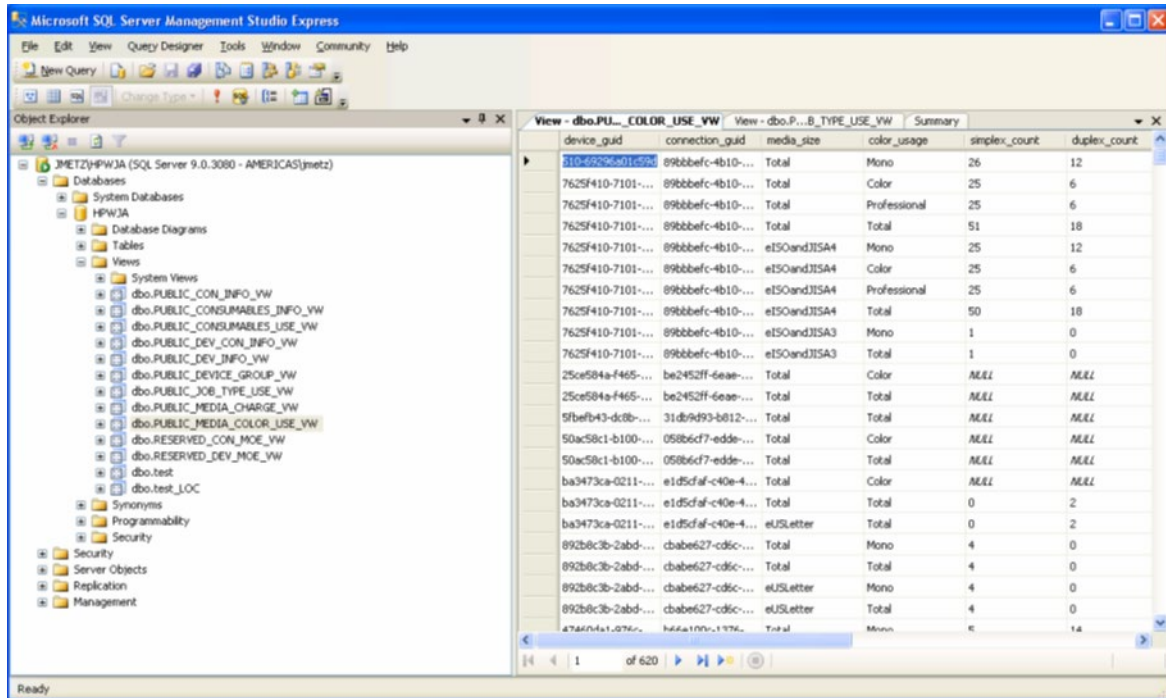 Microsoft SQL Server Management Studio Express
File Edit View Query Designer Tools Window Community Help
New Query
Change Type
Object Explorer
JMETZ\HPWJA (SQL Server 9.0.3080 - AMERICAS\jmetz)
Databases
System Databases
HPWJA
Database Diagrams
Tables
Views
System Views
dbo.PUBLIC_CON_INFO_VW
dbo.PUBLIC_CONSUMABLES_INFO_VW
dbo.PUBLIC_CONSUMABLES_USE_VW
dbo.PUBLIC_DEV_CON_INFO_VW
dbo.PUBLIC_DEV_INFO_VW
dbo.PUBLIC_DEVICE_GROUP_VW
dbo.PUBLIC_JOB_TYPE_USE_VW
dbo.PUBLIC_MEDIA_CHARGE_VW
dbo.PUBLIC_MEDIA_COLOR_USE_VW
dbo.RESERVED_CON_MOE_VW
dbo.RESERVED_DEV_MOE_VW
dbo.test
dbo.test_LOC
Synonyms
Programmability
Security
Security
Server Objects
Replication
Management
View - dbo.PU..._COLOR_USE_VW View - dbo.P...B_TYPE_USE_VW Summary
device_guid connection_guid media_size color_usage simplex_count duplex_count
510-69296a01c59d 89bbbefc-4b10-... Total Mono 26 12
7625f410-7101-... 89bbbefc-4b10-... Total Color 25 6
7625f410-7101-... 89bbbefc-4b10-... Total Professional 25 6
7625f410-7101-... 89bbbefc-4b10-... Total Total 51 18
7625f410-7101-... 89bbbefc-4b10-... eISOandJISA4 Mono 25 12
7625f410-7101-... 89bbbefc-4b10-... eISOandJISA4 Color 25 6
7625f410-7101-... 89bbbefc-4b10-... eISOandJISA4 Professional 25 6
7625f410-7101-... 89bbbefc-4b10-... eISOandJISA4 Total 50 18
7625f410-7101-... 89bbbefc-4b10-... eISOandJISA3 Mono 1 0
7625f410-7101-... 89bbbefc-4b10-... eISOandJISA3 Total 1 0
25ce584a-f465-... be2452ff-6eae-... Total Color NULL NULL
25ce584a-f465-... be2452ff-6eae-... Total Total NULL NULL
5fbefb43-dc8b-... 31db9d93-b812-... Total Total NULL NULL
50ac58c1-b100-... 058b6cf7-edde-... Total Color NULL NULL
50ac58c1-b100-... 058b6cf7-edde-... Total Total NULL NULL
ba3473ca-0211-... e1d5cfaf-c40e-4... Total Color NULL NULL
ba3473ca-0211-... e1d5cfaf-c40e-4... Total Total 0 2
ba3473ca-0211-... e1d5cfaf-c40e-4... eUSLetter Total 0 2
892b8c3b-2abd-... cbabe627-cd6c-... Total Mono 4 0
892b8c3b-2abd-... cbabe627-cd6c-... Total Total 4 0
892b8c3b-2abd-... cbabe627-cd6c-... eUSLetter Mono 4 0
892b8c3b-2abd-... cbabe627-cd6c-... eUSLetter Total 4 0
47460da1-976c-... b66e100c-1376-... Total Mono 5 14
1 of 620
Ready